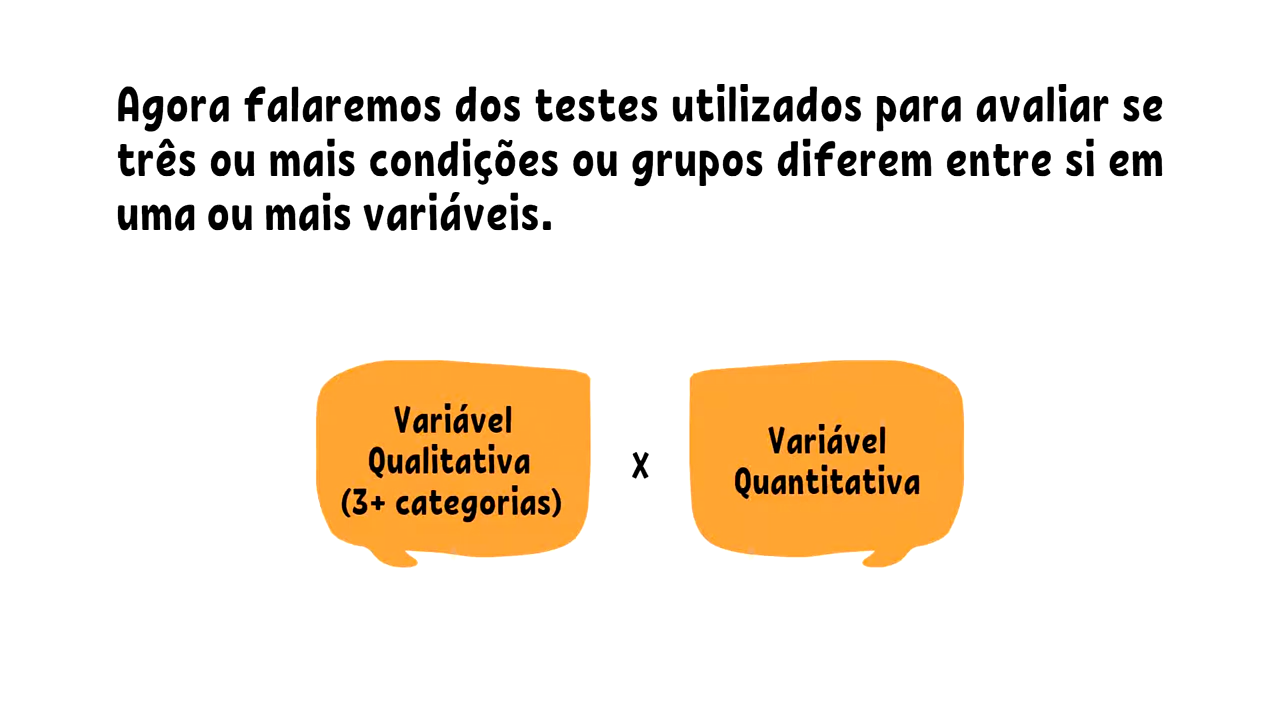 Agora falaremos dos testes utilizados para avaliar se
três ou mais condições ou grupos diferem entre si em
uma ou mais variáveis.
Variável
Qualitativa
(3+ categorias)
x
Variável
Quantitativa